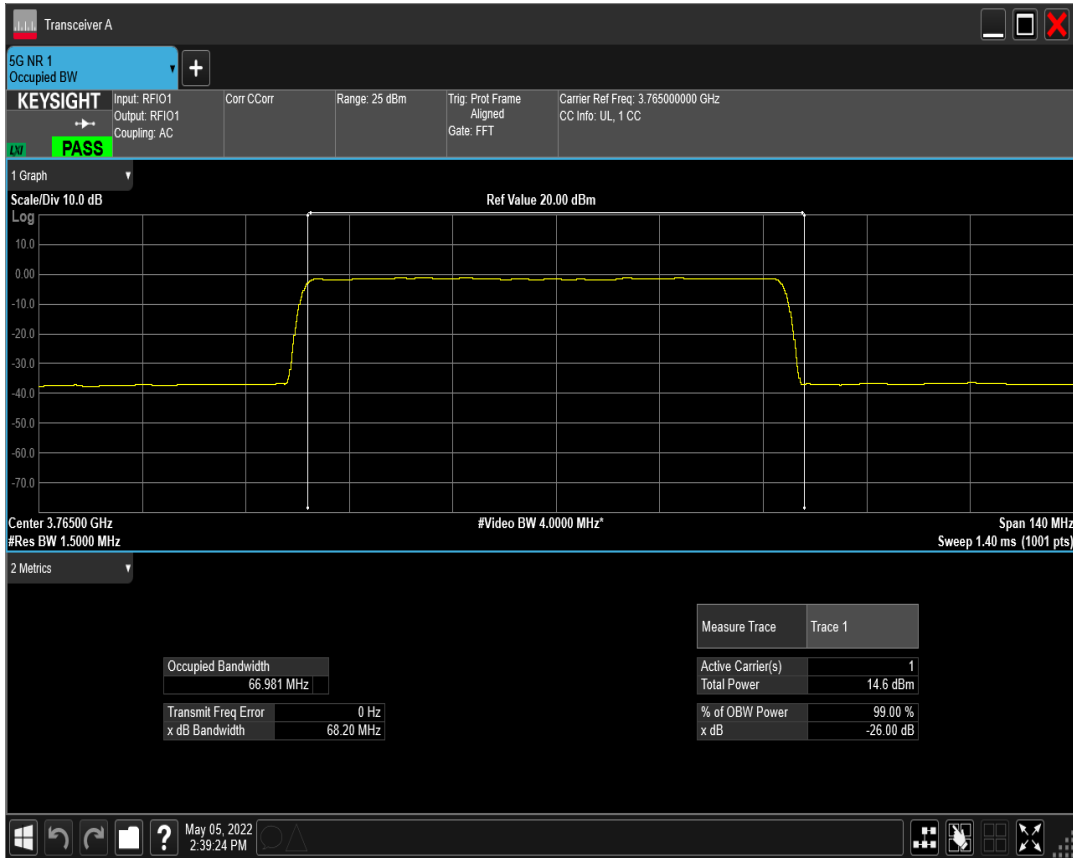 Transceiver A
5G NR 1
Occupied BW
+
KEYSIGHT
LXI
PASS
Input: RFIO1
Output: RFIO1
Coupling: AC
Corr CCorr
Range: 25 dBm
Trig: Prot Frame
Aligned
Gate: FFT
Carrier Ref Freq: 3.765000000 GHz
CC Info: UL, 1 CC
1 Graph
Scale/Div 10.0 dB
Ref Value 20.00 dBm
Log
10.0
0.00
-10.0
-20.0
-30.0
-40.0
-50.0
-60.0
-70.0
Center 3.76500 GHz
#Video BW 4.0000 MHz*
Span 140 MHz
#Res BW 1.5000 MHz
Sweep 1.40 ms (1001 pts)
2 Metrics
Measure Trace Trace 1
Occupied Bandwidth
66.981 MHz
Active Carrier(s) 1
Total Power 14.6 dBm
Transmit Freq Error 0 Hz
x dB Bandwidth 68.20 MHz
% of OBW Power 99.00 %
x dB -26.00 dB
?
May 05, 2022
2:39:24 PM